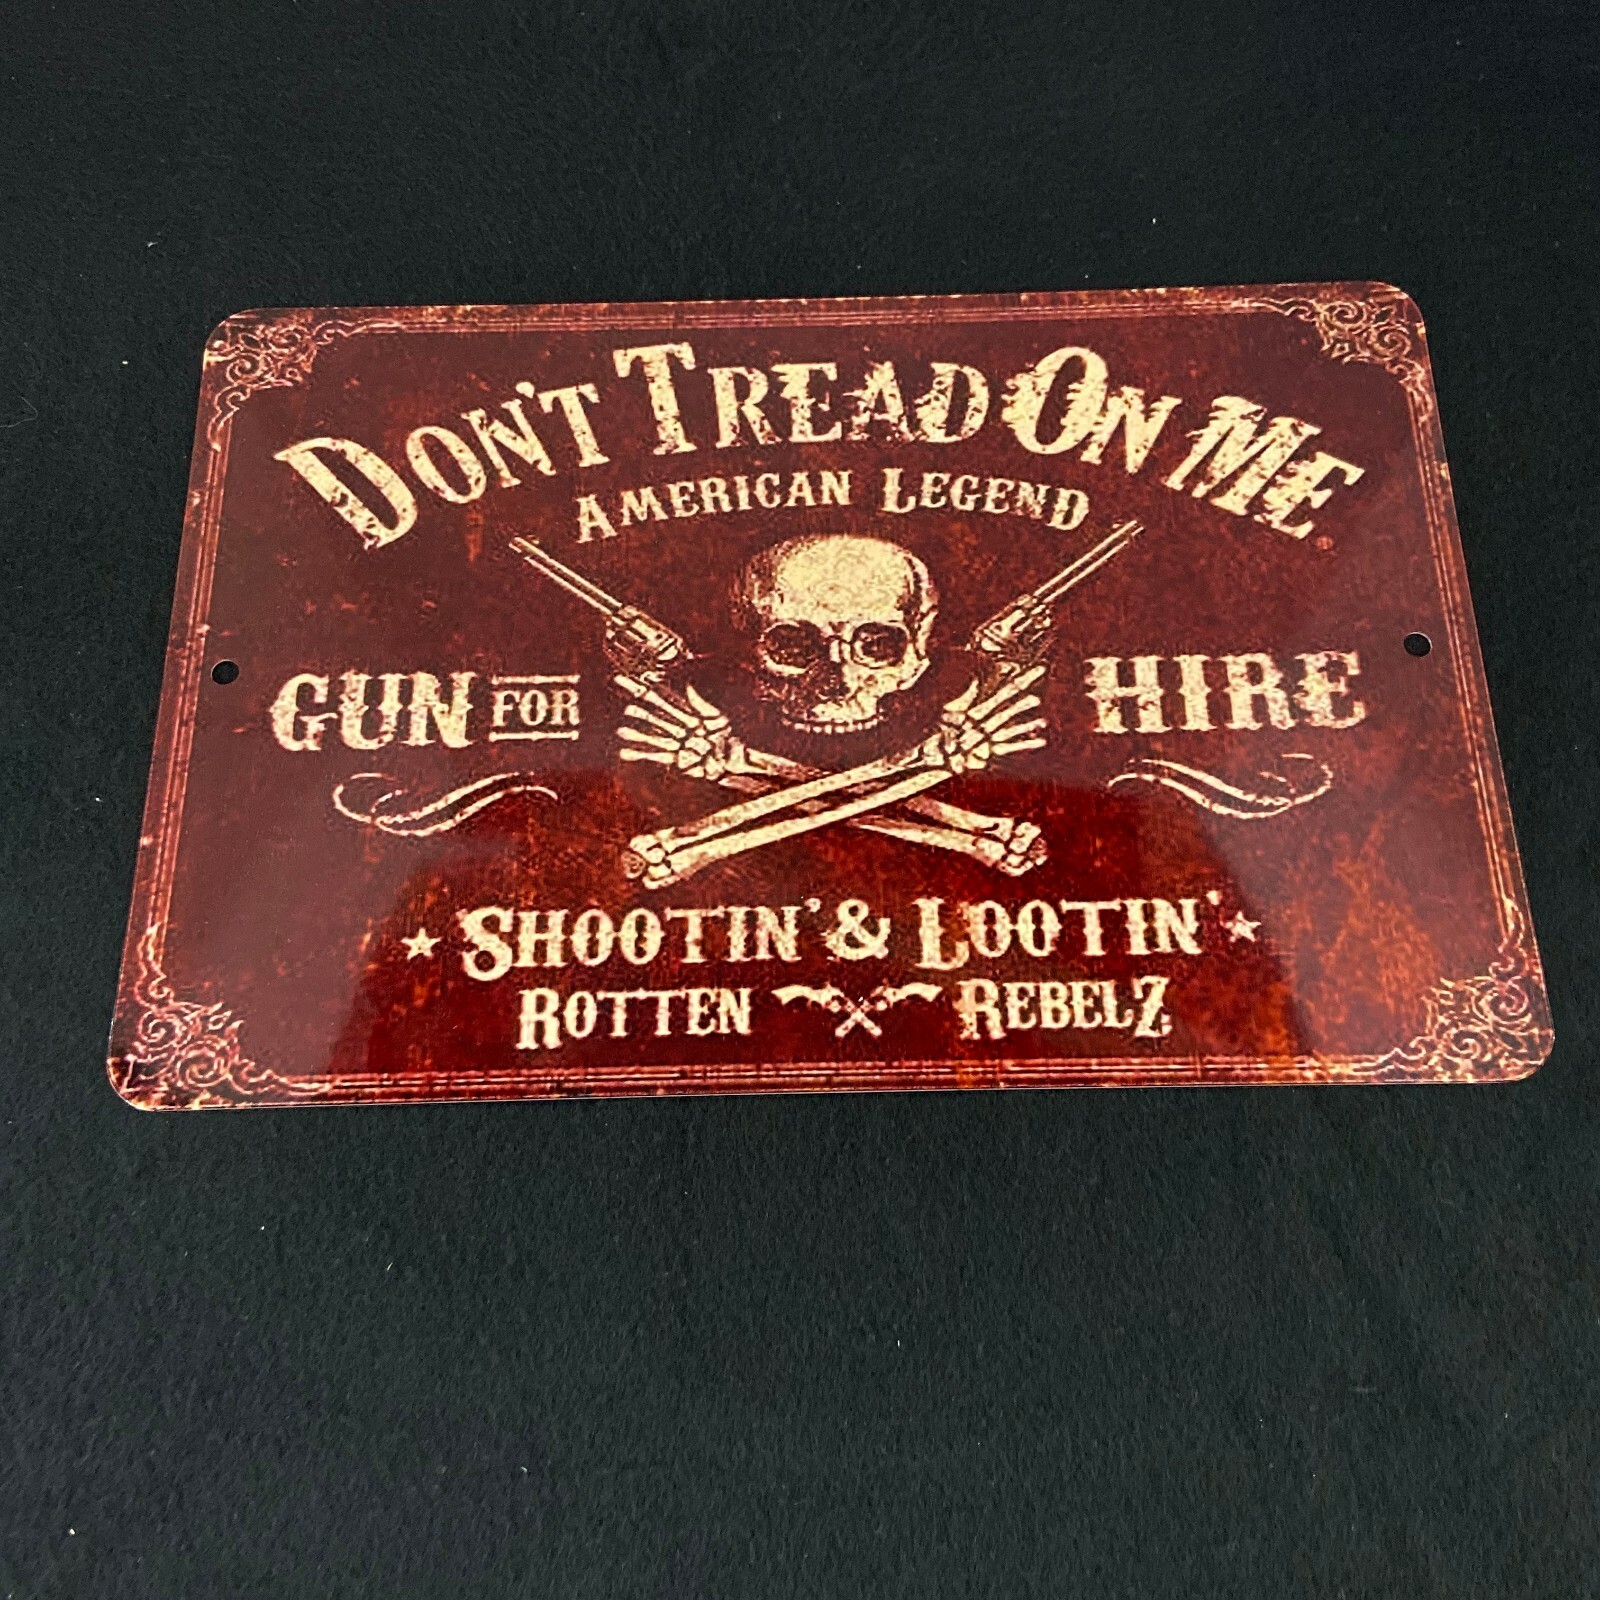 DON'T TREAD ON ME
AMERICAN LEGEND
GUN FOR HIRE
SHOOTIN' & LOOTIN'
ROTTEN REBELZ